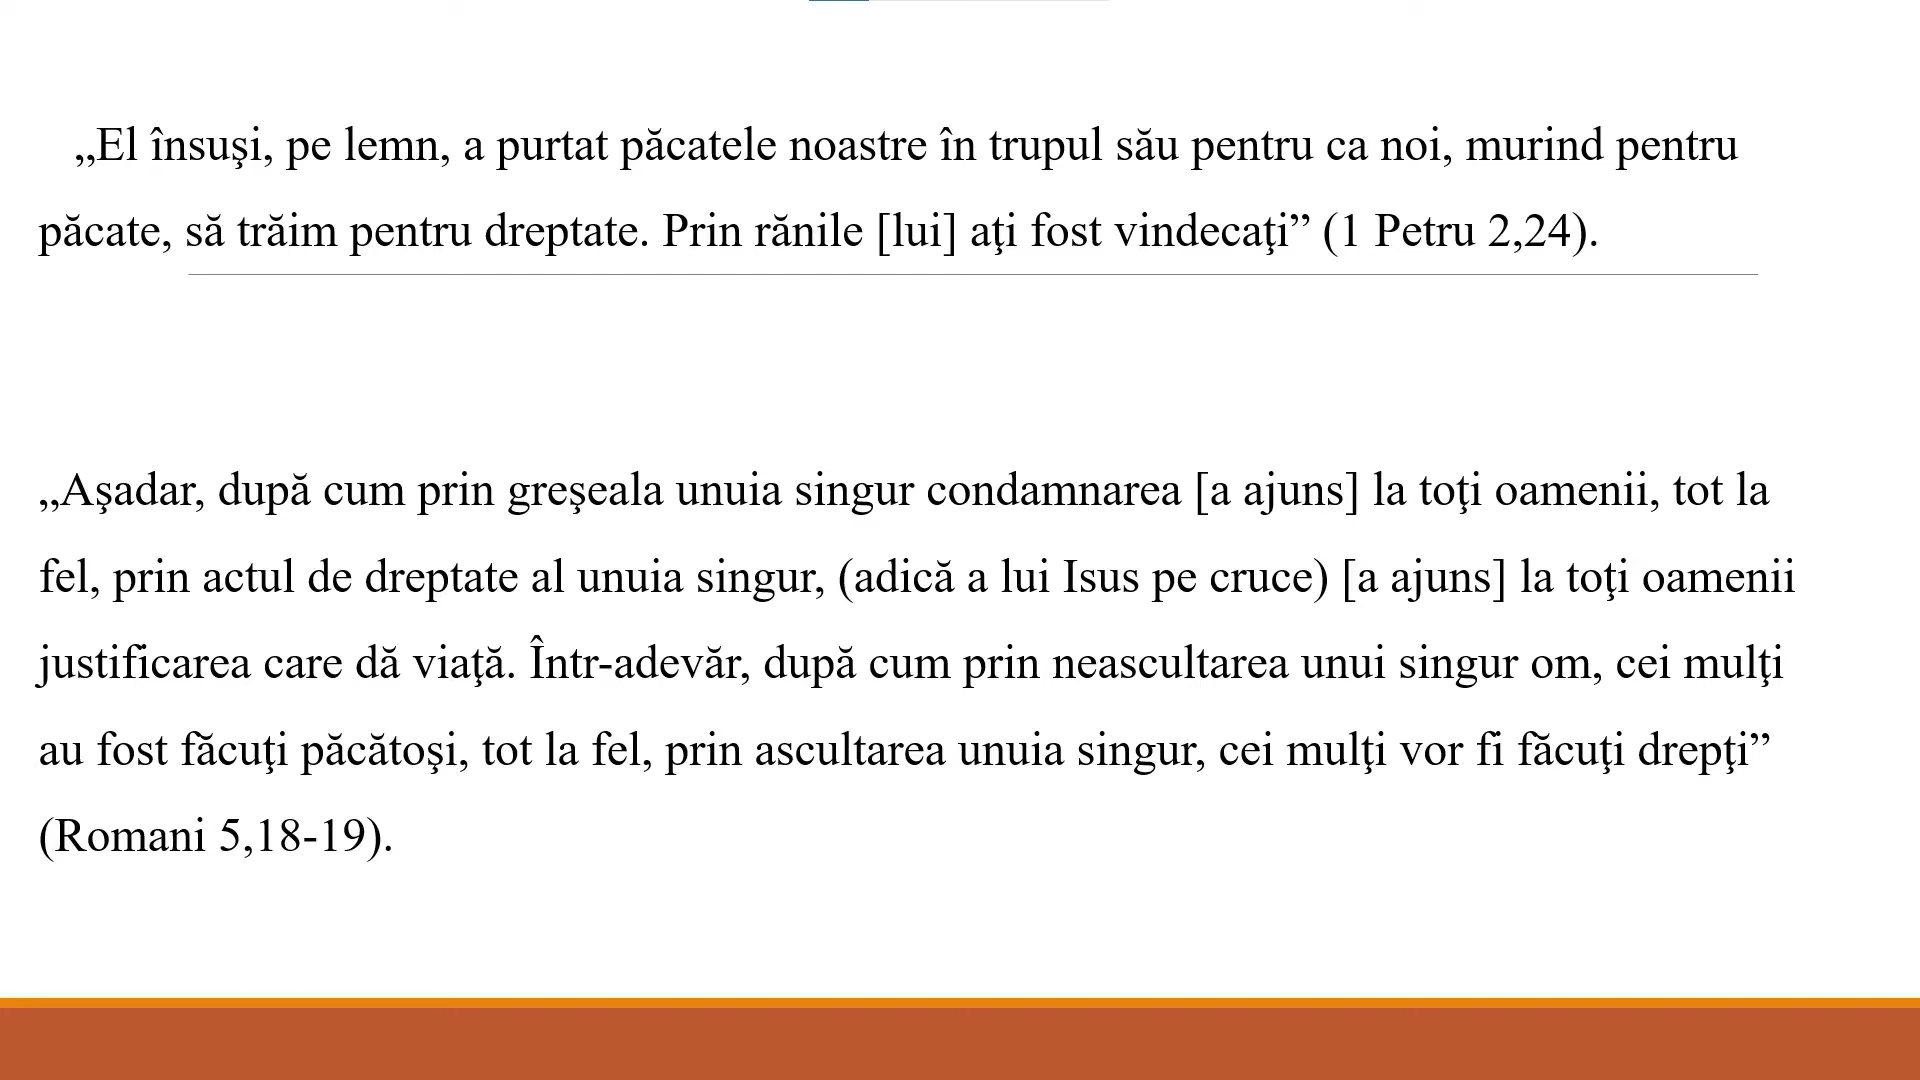 „El însuşi, pe lemn, a purtat păcatele noastre în trupul său pentru ca noi, murind pentru
păcate, să trăim pentru dreptate. Prin rănile [lui] aţi fost vindecaţi” (1 Petru 2,24).
„Aşadar, după cum prin greşeala unuia singur condamnarea [a ajuns] la toţi oamenii, tot la
fel, prin actul de dreptate al unuia singur, (adică a lui Isus pe cruce) [a ajuns] la toţi oamenii
justificarea care dă viaţă. Într-adevăr, după cum prin neascultarea unui singur om, cei mulţi
au fost făcuţi păcătoşi, tot la fel, prin ascultarea unuia singur, cei mulţi vor fi făcuţi drepţi”
(Romani 5,18-19).